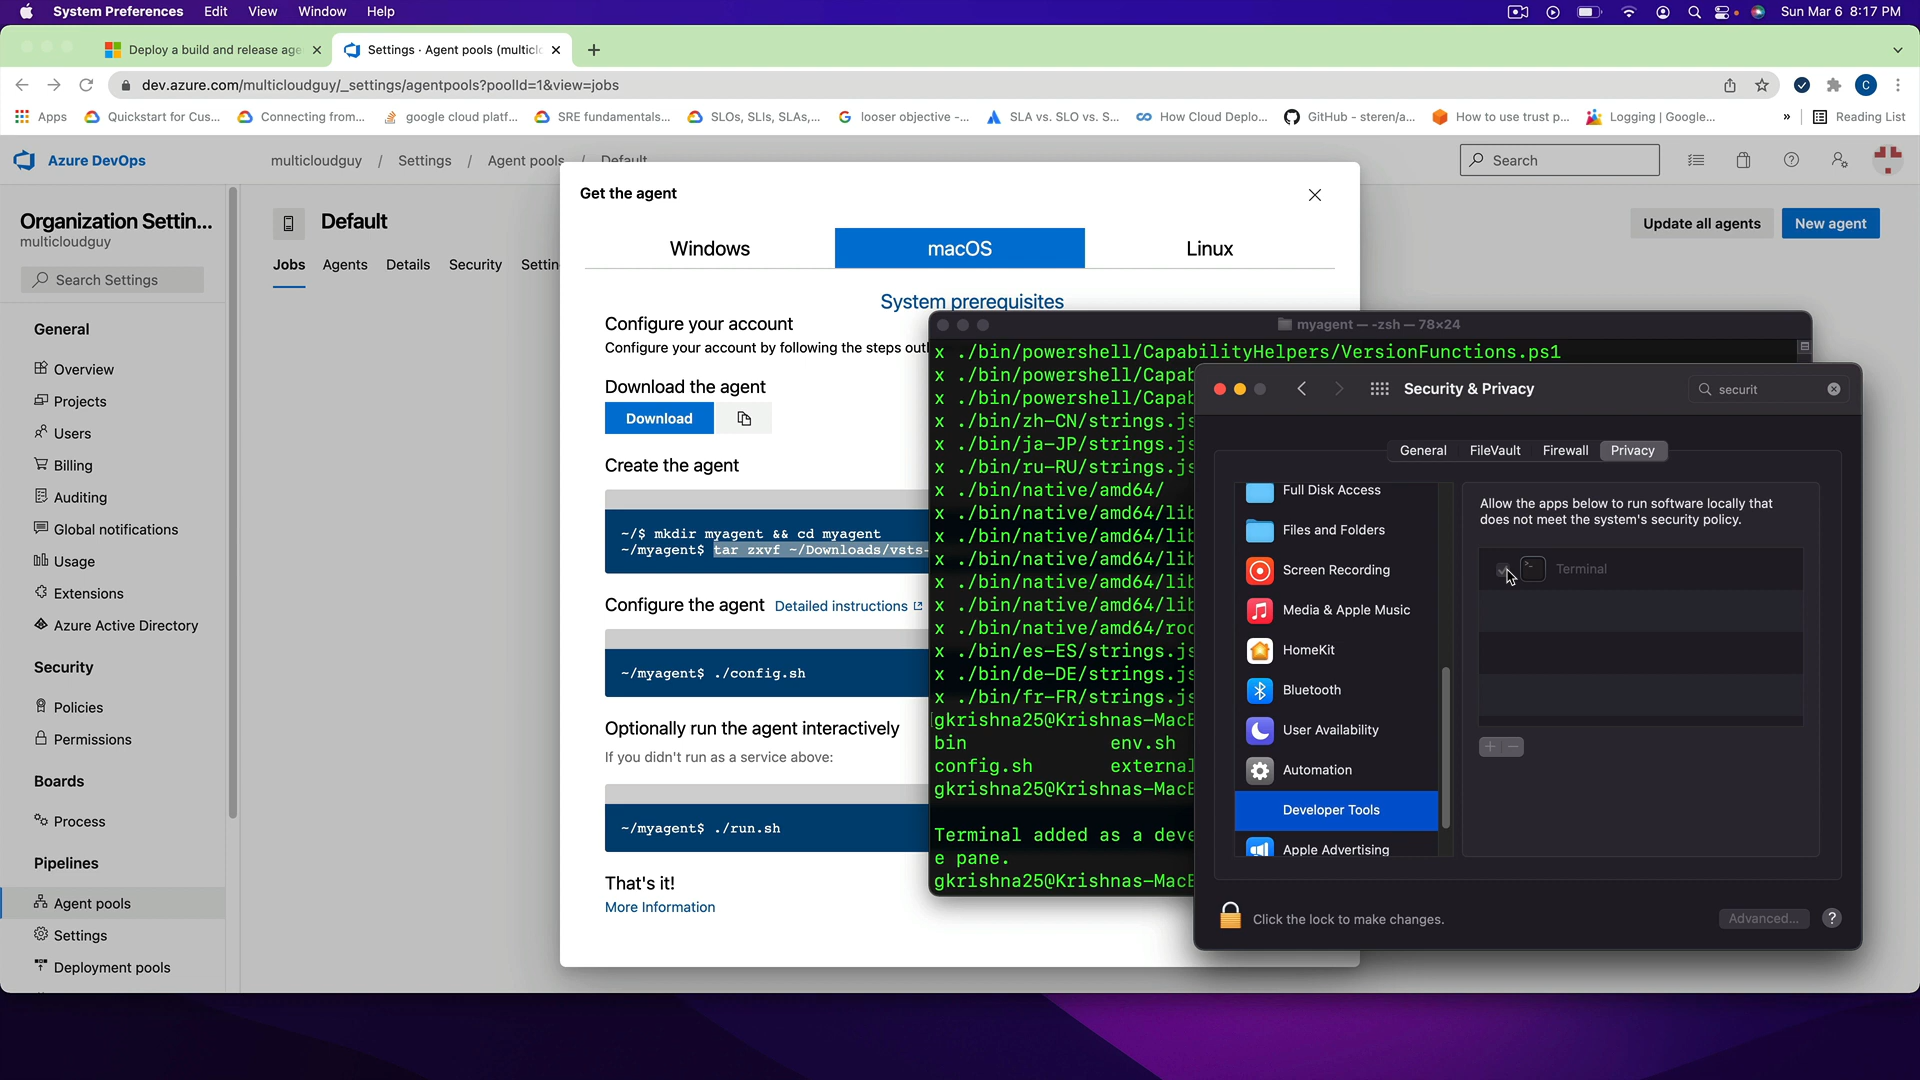 System Preferences Edit View Window Help Sun Mar 6 8:17 PM
Deploy a build and release age Settings · Agent pools (multiclo
dev.azure.com/multicloudguy/_settings/agentpools?poolId=1&view=jobs
Apps Quickstart for Cus... Connecting from... google cloud platf... SRE fundamentals... SLOs, SLIs, SLAs,... looser objective -... SLA vs. SLO vs. S... How Cloud Deplo... GitHub - steren/a... How to use trust p... Logging | Google... » Reading List
Azure DevOps multicloudguy / Settings / Agent pools / Default Search
Organization Settin...
multicloudguy
Search Settings
General
Overview
Projects
Users
Billing
Auditing
Global notifications
Usage
Extensions
Azure Active Directory
Security
Policies
Permissions
Boards
Process
Pipelines
Agent pools
Settings
Deployment pools
Default
Update all agents New agent
Jobs Agents Details Security Settin
Get the agent
Windows macOS Linux
System prerequisites
Configure your account
Configure your account by following the steps outl
Download the agent
Download
Create the agent
~/$ mkdir myagent && cd myagent
~/myagent$ tar zxvf ~/Downloads/vsts-
Configure the agent Detailed instructions
~/myagent$ ./config.sh
Optionally run the agent interactively
If you didn't run as a service above:
~/myagent$ ./run.sh
That's it!
More Information
myagent — -zsh — 78×24
x ./bin/powershell/CapabilityHelpers/VersionFunctions.ps1
x ./bin/powershell/Capab
x ./bin/powershell/Capab
x ./bin/zh-CN/strings.js
x ./bin/ja-JP/strings.js
x ./bin/ru-RU/strings.js
x ./bin/native/amd64/
x ./bin/native/amd64/lib
x ./bin/native/amd64/lib
x ./bin/native/amd64/lib
x ./bin/native/amd64/lib
x ./bin/native/amd64/lib
x ./bin/native/amd64/roo
x ./bin/es-ES/strings.js
x ./bin/de-DE/strings.js
x ./bin/fr-FR/strings.js
gkrishna25@Krishnas-MacB
bin env.sh
config.sh external
gkrishna25@Krishnas-MacB
Terminal added as a deve
e pane.
gkrishna25@Krishnas-MacB
Security & Privacy
securit
General FileVault Firewall Privacy
Full Disk Access
Files and Folders
Screen Recording
Media & Apple Music
HomeKit
Bluetooth
User Availability
Automation
Developer Tools
Apple Advertising
Allow the apps below to run software locally that
does not meet the system's security policy.
Terminal
Click the lock to make changes.
Advanced... ?